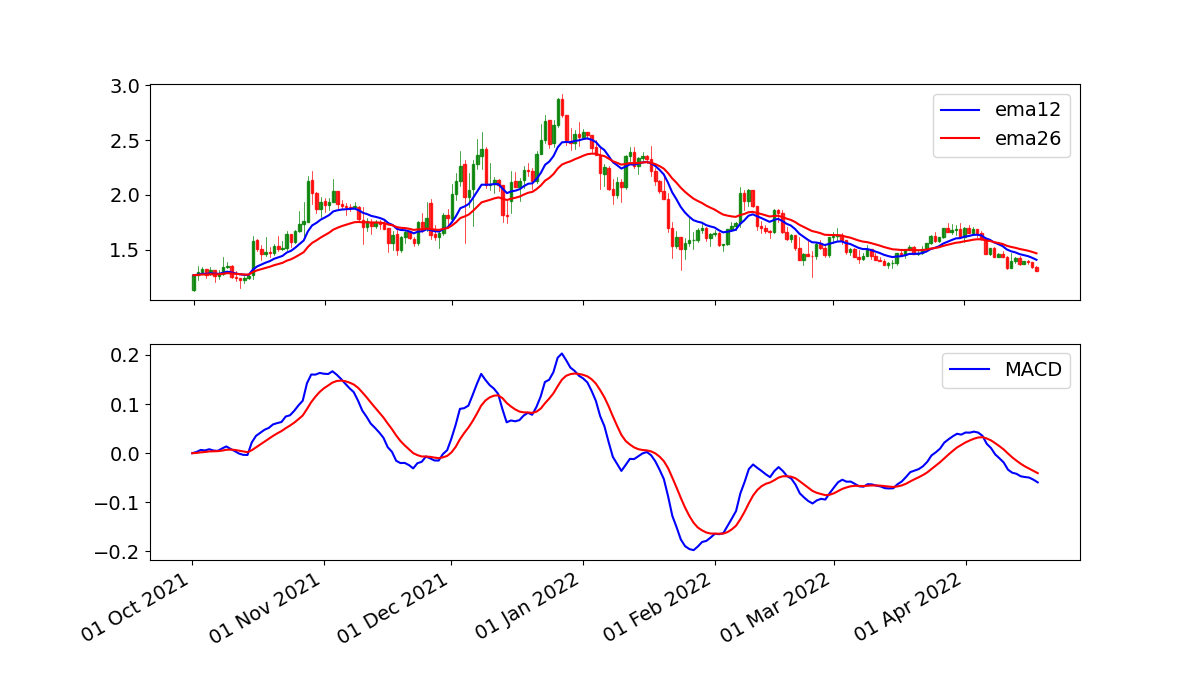 3.0
2.5
2.0
1.5
ema12
ema26
0.2
0.1
0.0
−0.1
−0.2
MACD
01 Oct 2021
01 Nov 2021
01 Dec 2021
01 Jan 2022
01 Feb 2022
01 Mar 2022
01 Apr 2022